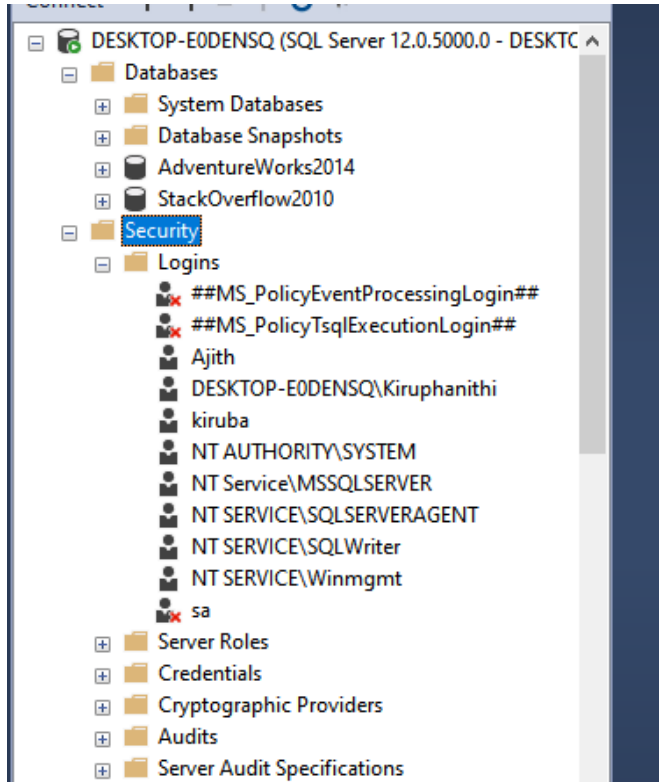 Connect
DESKTOP-E0DENSQ (SQL Server 12.0.5000.0 - DESKTC
Databases
System Databases
Database Snapshots
AdventureWorks2014
StackOverflow2010
Security
Logins
##MS_PolicyEventProcessingLogin##
##MS_PolicyTsqlExecutionLogin##
Ajith
DESKTOP-E0DENSQ\Kiruphanithi
kiruba
NT AUTHORITY\SYSTEM
NT Service\MSSQLSERVER
NT SERVICE\SQLSERVERAGENT
NT SERVICE\SQLWriter
NT SERVICE\Winmgmt
sa
Server Roles
Credentials
Cryptographic Providers
Audits
Server Audit Specifications